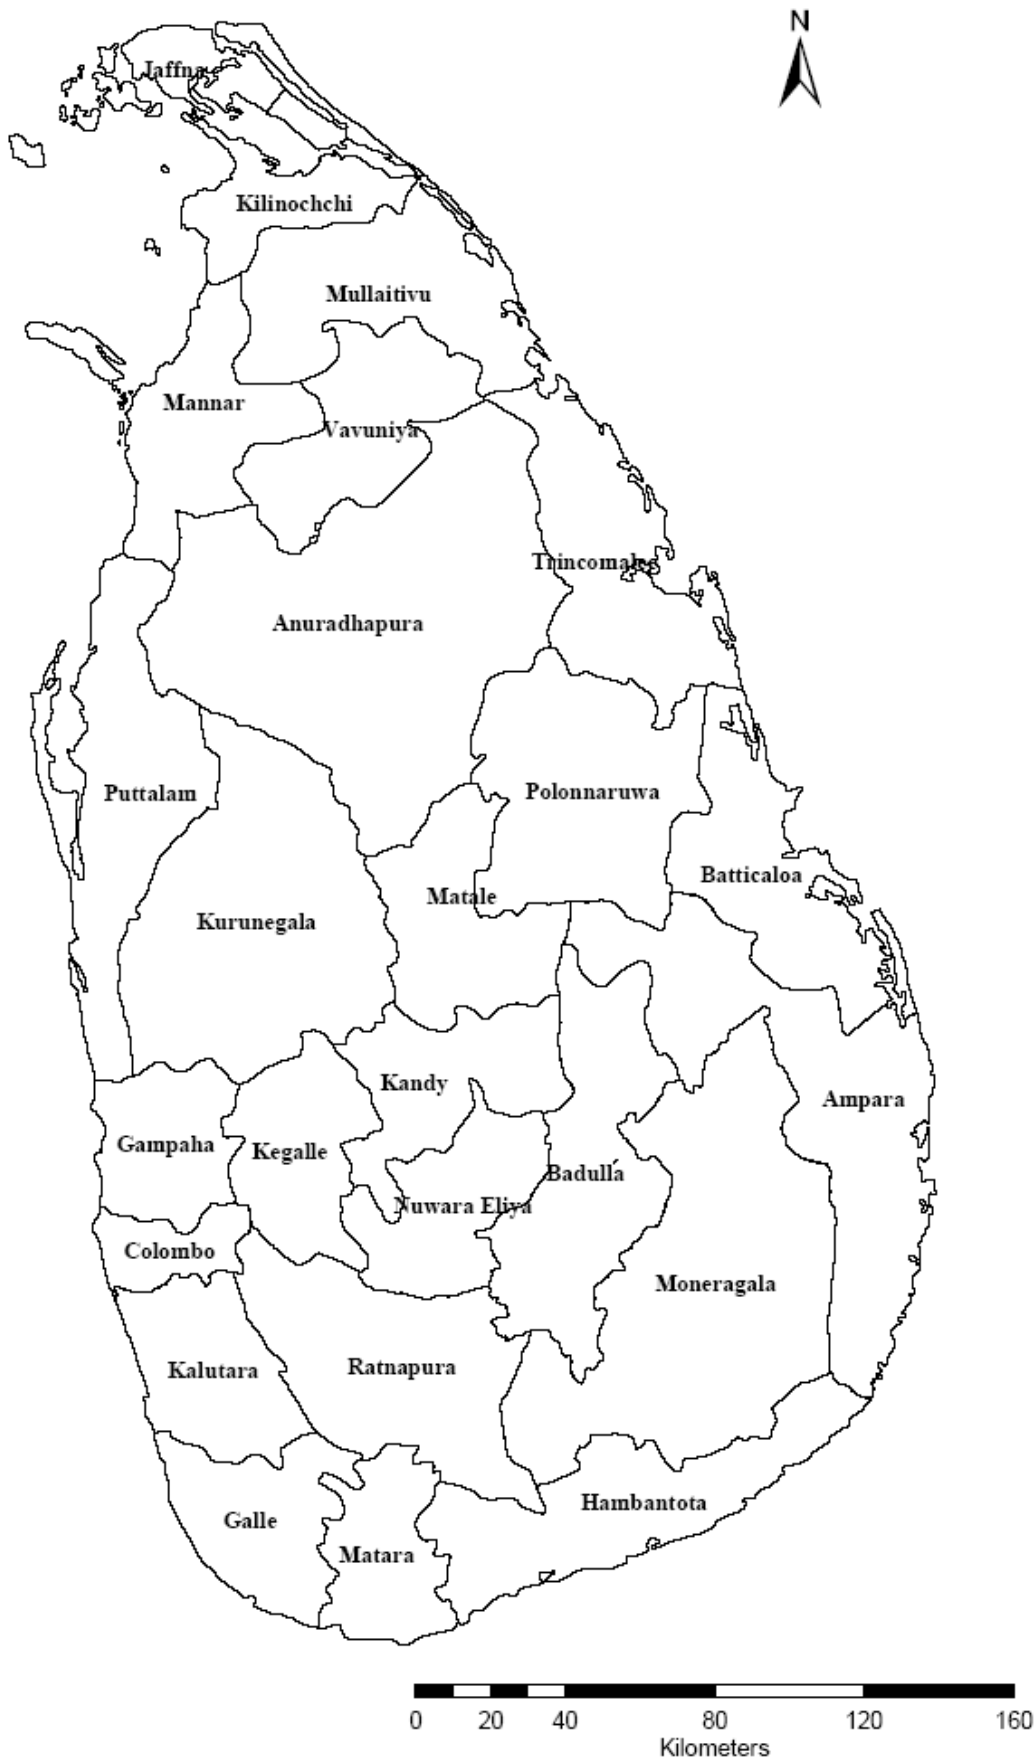 N
Jaffna
Kilinochchi
Mullaitivu
Mannar
Vavuniya
Trincomalee
Anuradhapura
Puttalam
Polonnaruwa
Batticaloa
Matale
Kurunegala
Kandy
Ampara
Gampaha
Kegalle
Badulla
Nuwara Eliya
Colombo
Moneragala
Kalutara
Ratnapura
Hambantota
Galle
Matara
0 20 40 80 120 160
Kilometers